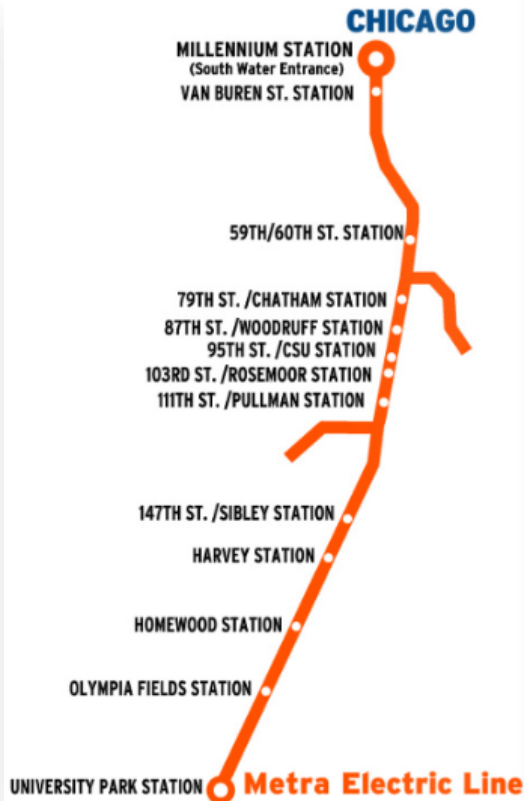 CHICAGO
MILLENNIUM STATION
(South Water Entrance)
VAN BUREN ST. STATION
59TH/60TH ST. STATION
79TH ST. /CHATHAM STATION
87TH ST. /WOODRUFF STATION
95TH ST. /CSU STATION
103RD ST. /ROSEMOOR STATION
111TH ST. /PULLMAN STATION
147TH ST. /SIBLEY STATION
HARVEY STATION
HOMEWOOD STATION
OLYMPIA FIELDS STATION
UNIVERSITY PARK STATION
Metra Electric Line